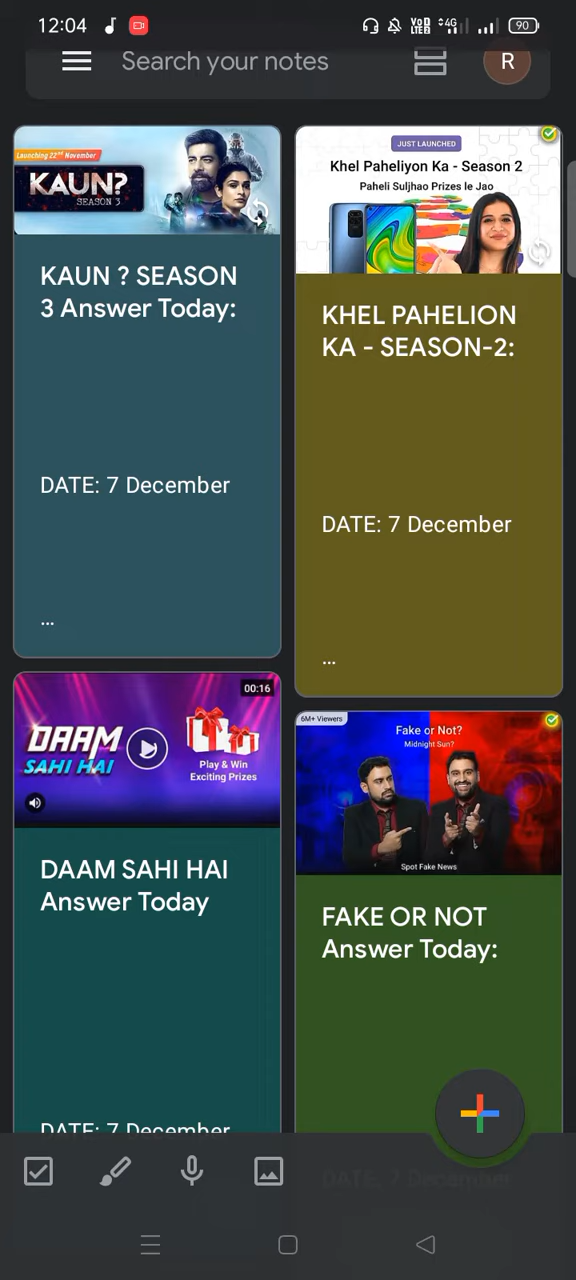 12:04
VoD
LTE2
4G
90
Search your notes
R
Launching 22nd November
KAUN?
SEASON 3
KAUN ? SEASON
3 Answer Today:
DATE: 7 December
...
JUST LAUNCHED
Khel Paheliyon Ka - Season 2
Paheli Suljhao Prizes le Jao
KHEL PAHELION
KA - SEASON-2:
DATE: 7 December
...
00:16
DAAM
SAHI HAI
Play & Win
Exciting Prizes
DAAM SAHI HAI
Answer Today
DATE: 7 December
6M+ Viewers
Fake or Not?
Midnight Sun?
Spot Fake News
FAKE OR NOT
Answer Today:
DATE: 7 December